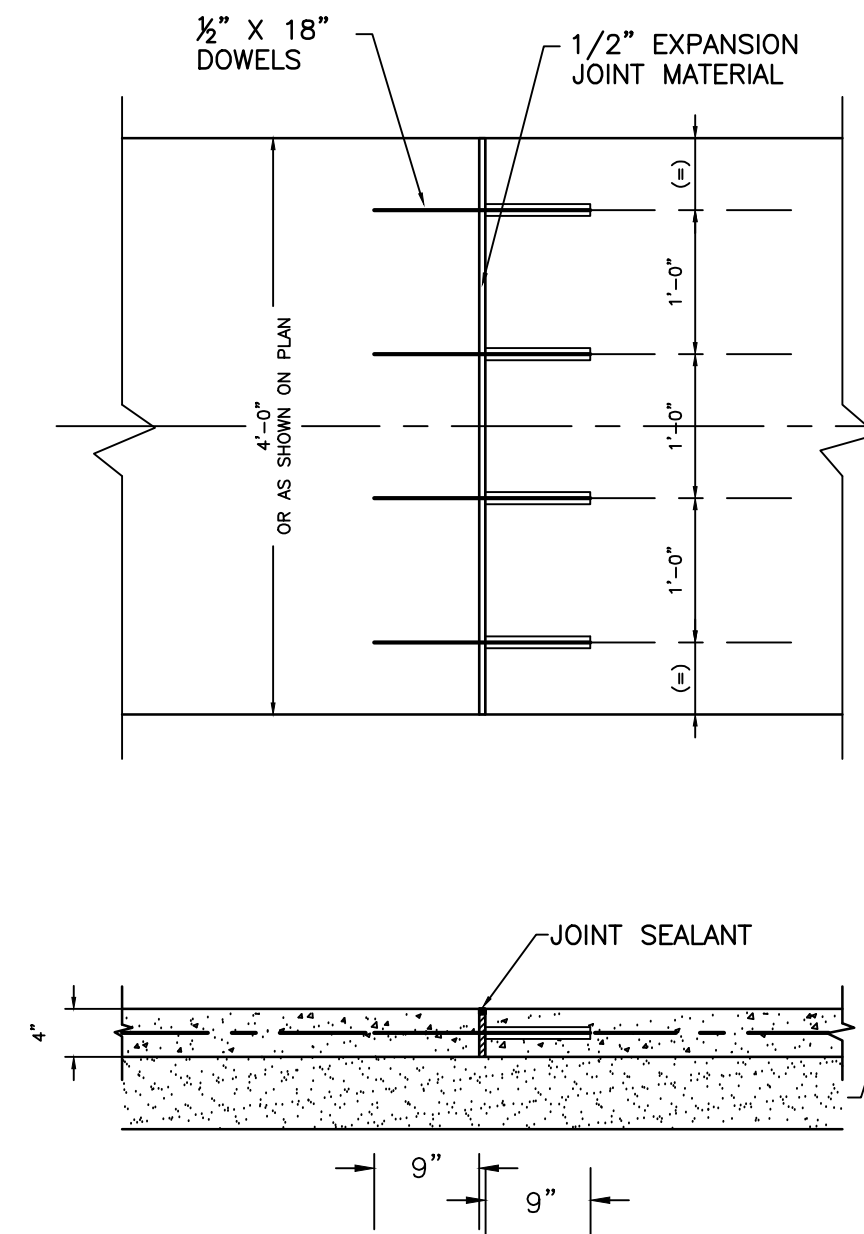 ½” X 18”
DOWELS
1/2” EXPANSION
JOINT MATERIAL
(=)
1’-0”
4’-0”
OR AS SHOWN ON PLAN
1’-0”
1’-0”
(=)
JOINT SEALANT
4”
9”
9”